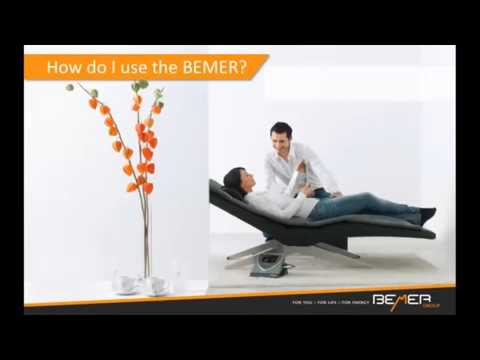 How do I use the BEMER?
FOR YOU :: FOR LIFE :: FOR ENERGY
BEMER
GROUP